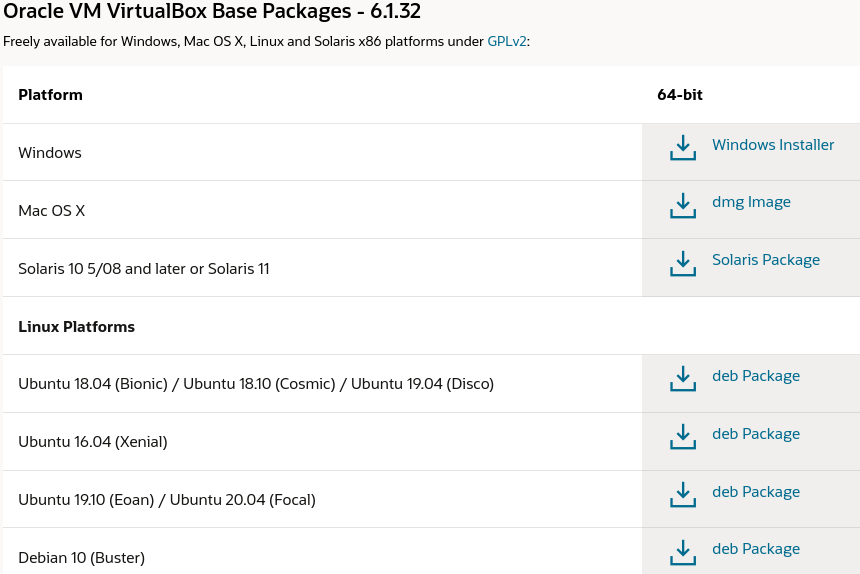 Oracle VM VirtualBox Base Packages - 6.1.32
Freely available for Windows, Mac OS X, Linux and Solaris x86 platforms under GPLv2:
Platform 64-bit
Windows Windows Installer
Mac OS X dmg Image
Solaris 10 5/08 and later or Solaris 11 Solaris Package
Linux Platforms
Ubuntu 18.04 (Bionic) / Ubuntu 18.10 (Cosmic) / Ubuntu 19.04 (Disco) deb Package
Ubuntu 16.04 (Xenial) deb Package
Ubuntu 19.10 (Eoan) / Ubuntu 20.04 (Focal) deb Package
Debian 10 (Buster) deb Package